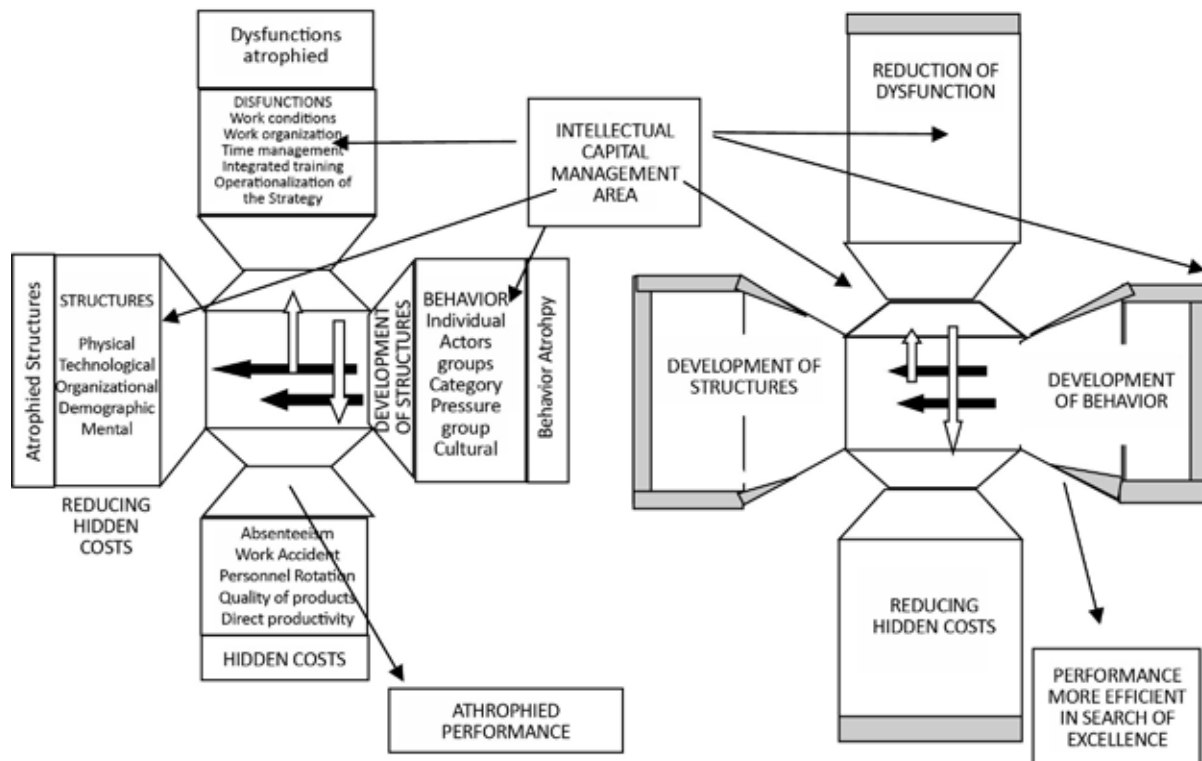 Dysfunctions
atrophied
DISFUNCTIONS
Work conditions
Work organization
Time management
Integrated training
Operationalization of
the Strategy
INTELLECTUAL
CAPITAL
MANAGEMENT
AREA
REDUCTION OF
DYSFUNCTION
Atrophied Structures
STRUCTURES
Physical
Technological
Organizational
Demographic
Mental
DEVELOPMENT
OF STRUCTURES
BEHAVIOR
Individual
Actors
groups
Category
Pressure
group
Cultural
Behavior Atrohpy
DEVELOPMENT OF
STRUCTURES
DEVELOPMENT
OF BEHAVIOR
REDUCING
HIDDEN
COSTS
Absenteeism
Work Accident
Personnel Rotation
Quality of products
Direct productivity
HIDDEN COSTS
ATHROPHIED
PERFORMANCE
REDUCING
HIDDEN COSTS
PERFORMANCE
MORE EFFICIENT
IN SEARCH OF
EXCELLENCE